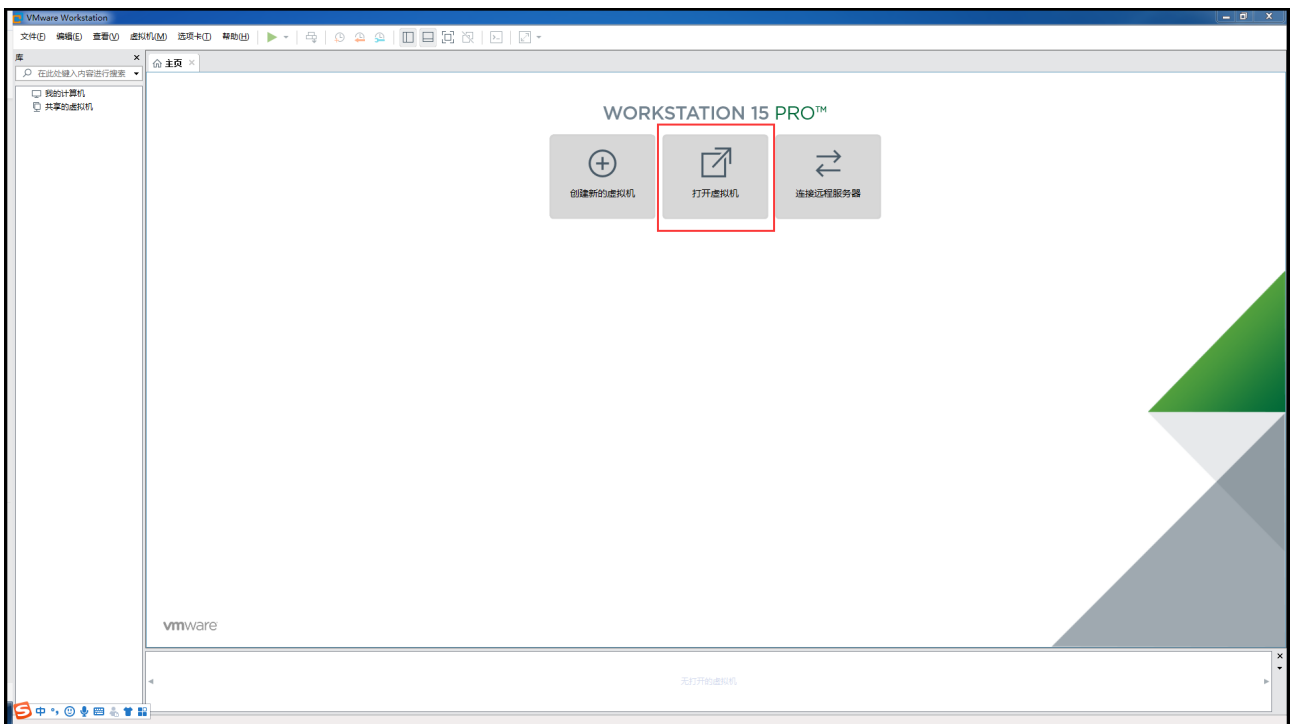 VMware Workstation
文件(F) 编辑(E) 查看(V) 虚拟机(M) 选项卡(T) 帮助(H)
库
主页
在此处键入内容进行搜索
我的计算机
共享的虚拟机
WORKSTATION 15 PRO™
创建新的虚拟机
打开虚拟机
连接远程服务器
vmware
无打开的虚拟机
中